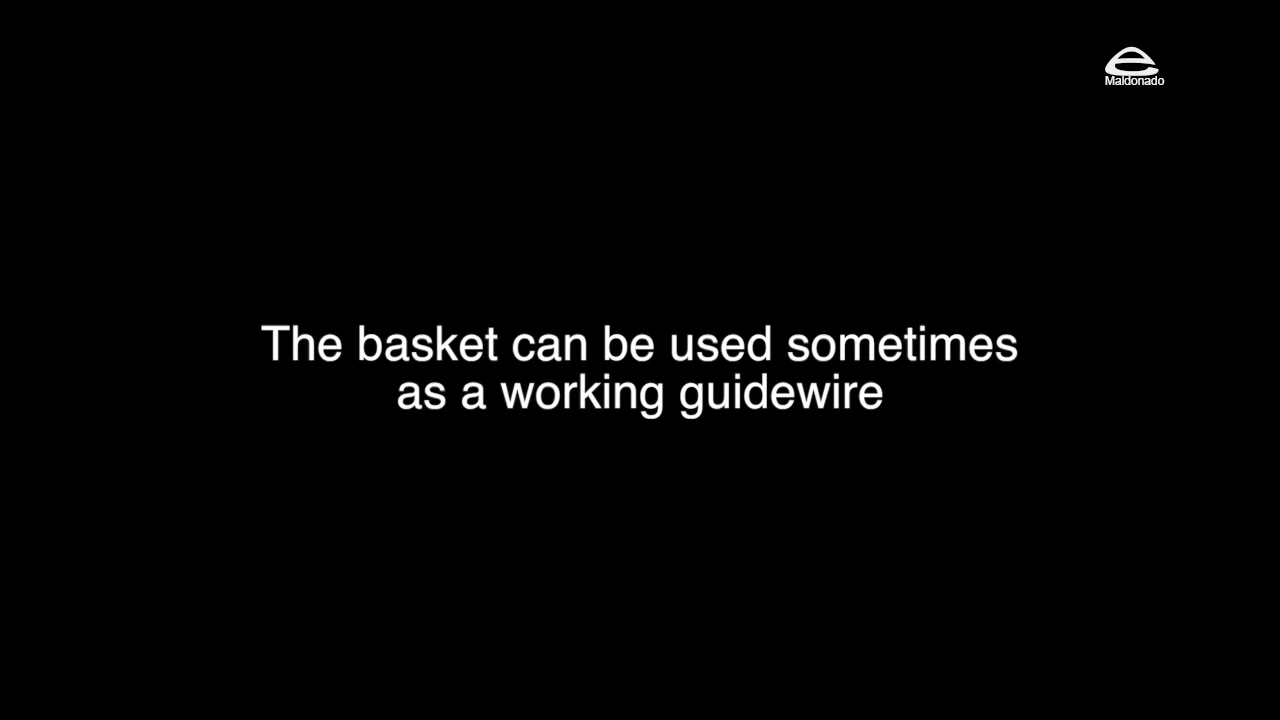 Maldonado
The basket can be used sometimes
as a working guidewire